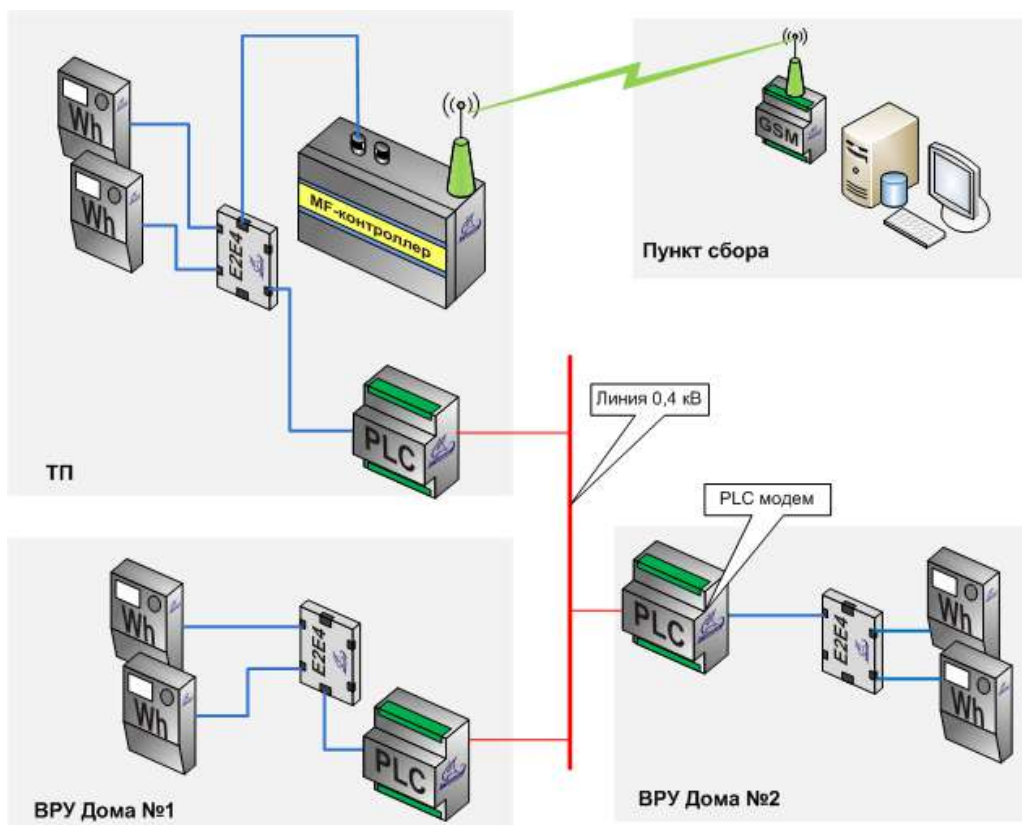 Wh
Wh
E2E4
MF-контроллер
GSM
Пункт сбора
PLC
ТП
Линия 0,4 кВ
PLC модем
Wh
Wh
E2E4
PLC
ВРУ Дома №1
PLC
E2E4
Wh
Wh
ВРУ Дома №2